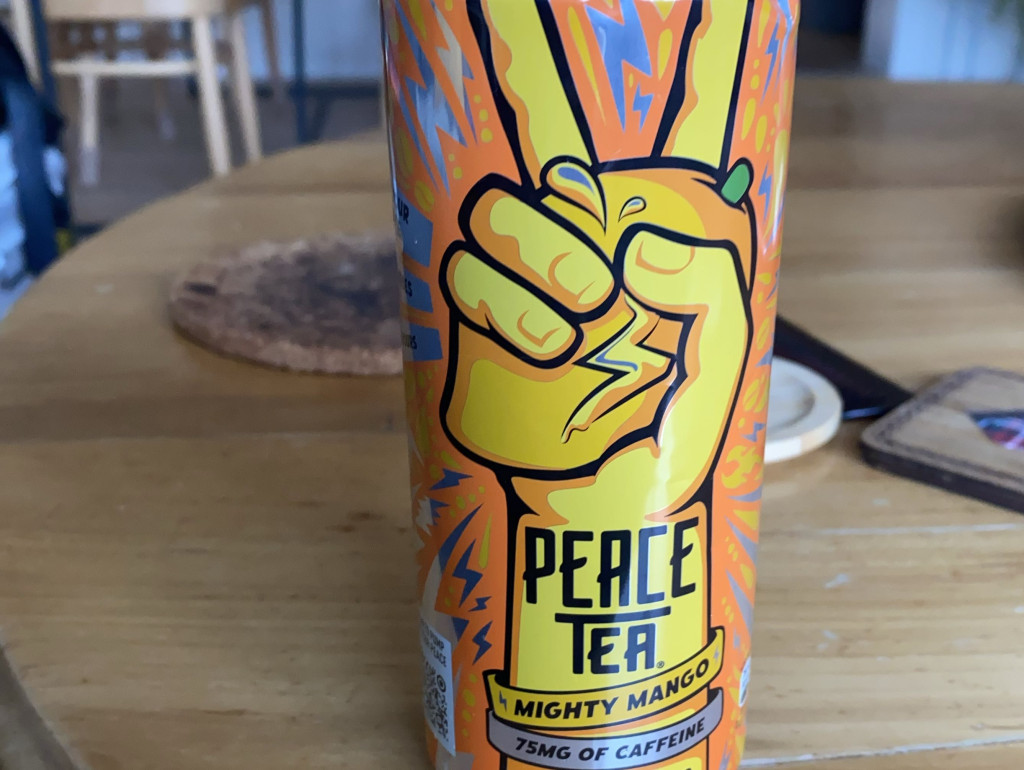 PEACE
TEA®
MIGHTY MANGO
75MG OF CAFFEINE